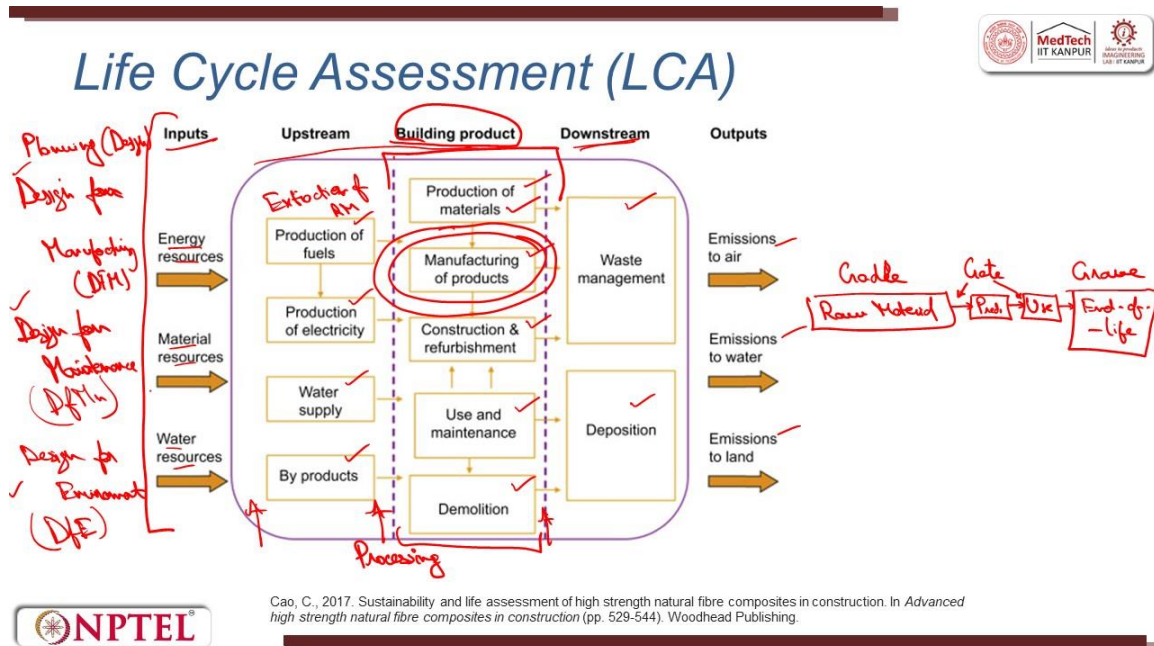 MedTech
IIT KANPUR
IMAGINEERING
LAB IIT KANPUR
Life Cycle Assessment (LCA)
Planning (Design)
Design for
Manufacturing
(DfM)
Design for
Maintenance
(DfMn)
Design for
Environment
(DfE)
Inputs
Upstream
Building product
Downstream
Outputs
Energy
resources
Material
resources
Water
resources
Extraction of
RM
Production of
fuels
Production of
electricity
Water
supply
By products
Production of
materials
Manufacturing
of products
Construction &
refurbishment
Use and
maintenance
Demolition
Processing
Waste
management
Deposition
Emissions
to air
Emissions
to water
Emissions
to land
Cradle
Gate
Grave
Raw Material
Prod.
Use
End-of-
-life
Cao, C., 2017. Sustainability and life assessment of high strength natural fibre composites in construction. In Advanced
high strength natural fibre composites in construction (pp. 529-544). Woodhead Publishing.
NPTEL